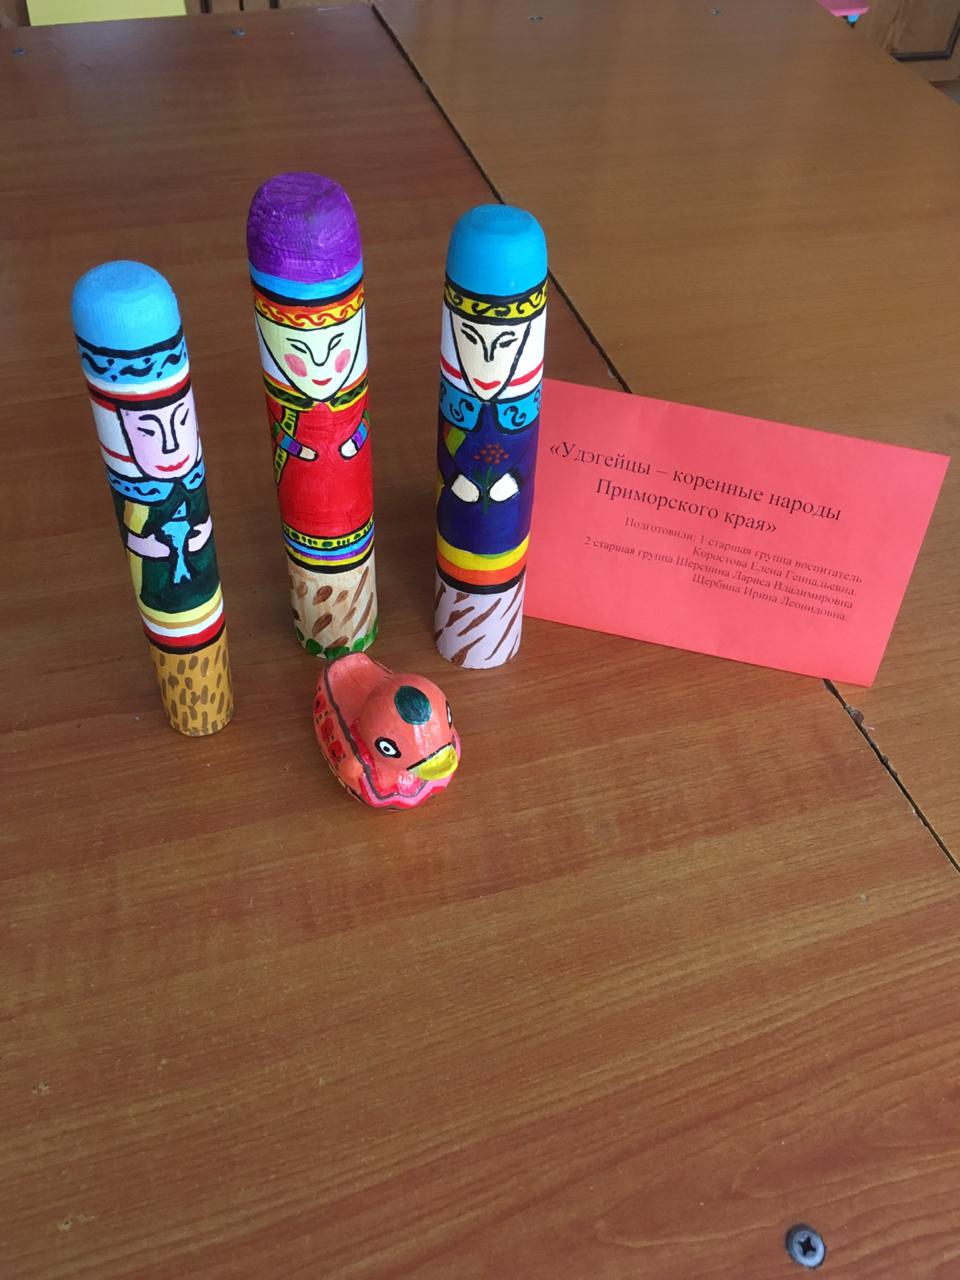 «Удэгейцы – коренные народы
Приморского края»
Подготовили: 1 старшая группа воспитатель
Коростова Елена Геннадьевна.
2 старшая группа Шеренина Лариса Владимировна
Щербина Ирина Леонидовна.